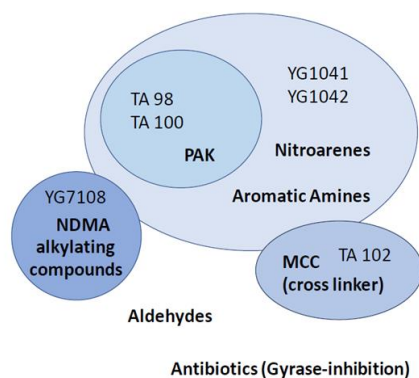 YG1041
YG1042
TA 98
TA 100
PAK
Nitroarenes
Aromatic Amines
YG7108
NDMA
alkylating
compounds
MCC TA 102
(cross linker)
Aldehydes
Antibiotics (Gyrase-inhibition)